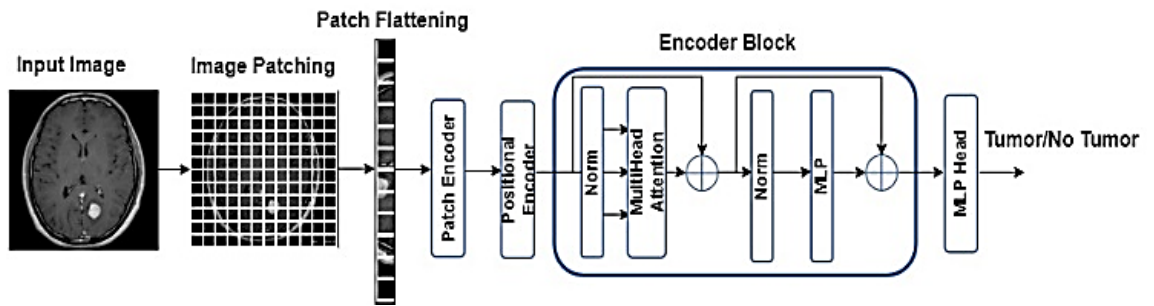 Patch Flattening
Input Image
Image Patching
Encoder Block
Patch Encoder
Positional
Encoder
Norm
MultiHead
Attention
Norm
MLP
MLP Head
Tumor/No Tumor